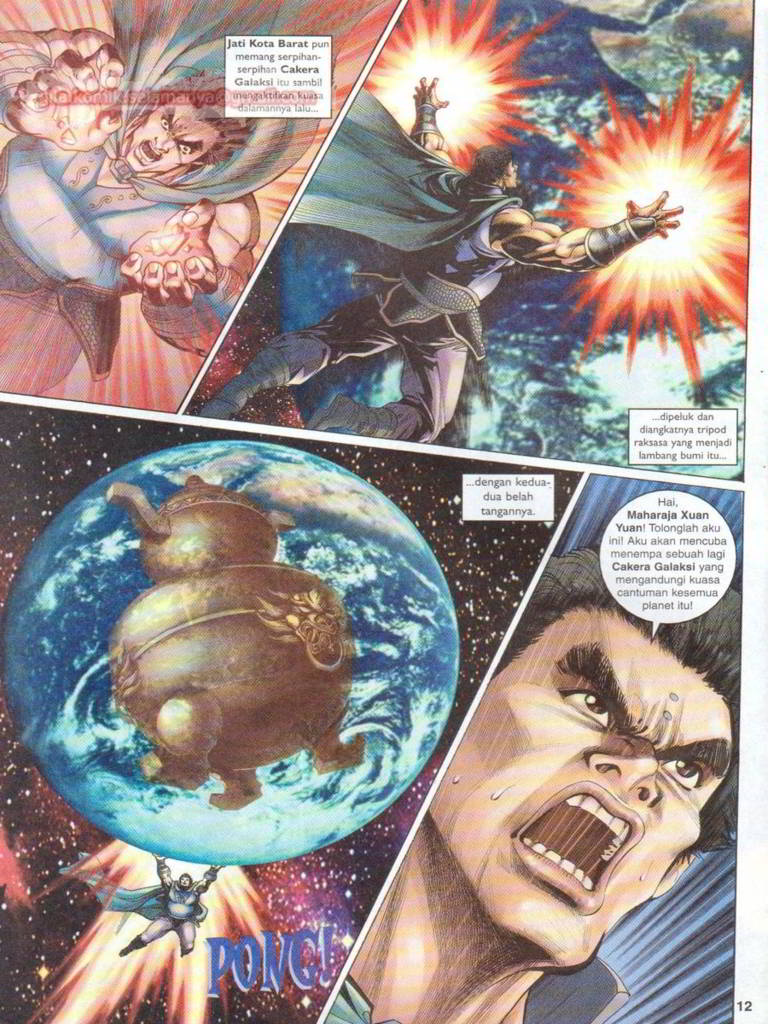 Jati Kota Barat pun
memang serpihan-
serpihan Cakera
Galaksi itu sambil
mengaktifkan kuasa
dalamannya lalu...
...dipeluk dan
diangkatnya tripod
raksasa yang menjadi
lambang bumi itu...
...dengan kedua-
dua belah
tangannya.
Hai,
Maharaja Xuan
Yuan! Tolonglah aku
ini! Aku akan mencuba
menempa sebuah lagi
Cakera Galaksi yang
mengandungi kuasa
cantuman kesemua
planet itu!
PONG!
12